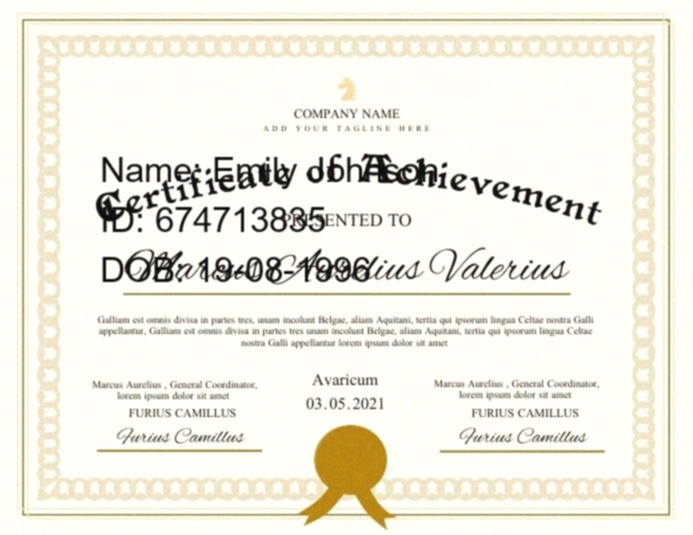 COMPANY NAME
ADD YOUR TAGLINE HERE
Certificate of Achievement
Name: Emily Johnson
ID: 674713835
PRESENTED TO
DOB: 19-08-1996
Marcus Aurelius Valerius
Galliam est omnis divisa in partes tres, unam incolunt Belgae, aliam Aquitani, tertia qui ipsorum lingua Celtae nostra Galli
appellantur, Galliam est omnis divisa in partes tres unam incolunt Belgae, aliam Aquitani, tertia qui ipsorum lingua Celtae
nostra Galli appellantur lorem ipsum dolor sit amet
Avaricum
03.05.2021
Marcus Aurelius , General Coordinator,
lorem ipsum dolor sit amet
FURIUS CAMILLUS
Furius Camillus
Marcus Aurelius , General Coordinator,
lorem ipsum dolor sit amet
FURIUS CAMILLUS
Furius Camillus